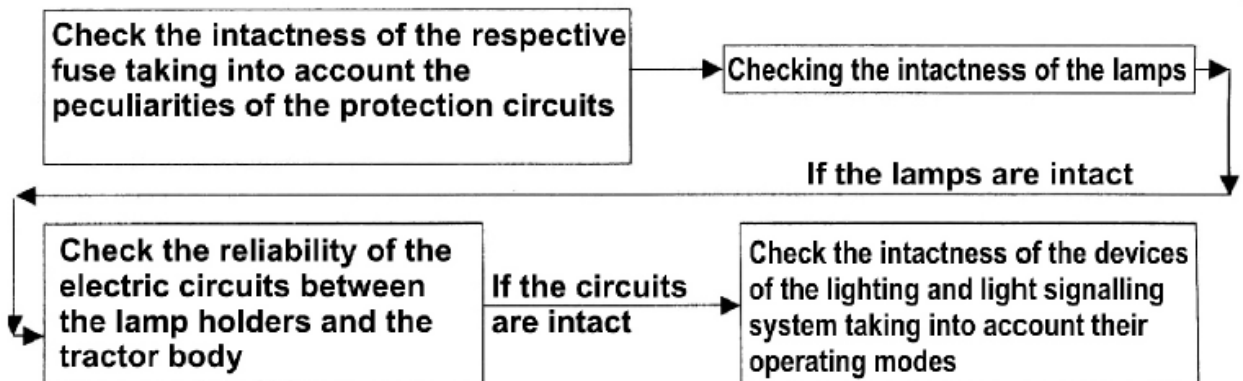 Check the intactness of the respective
fuse taking into account the
peculiarities of the protection circuits
Checking the intactness of the lamps
If the lamps are intact
Check the reliability of the
electric circuits between
the lamp holders and the
tractor body
If the circuits
are intact
Check the intactness of the devices
of the lighting and light signalling
system taking into account their
operating modes